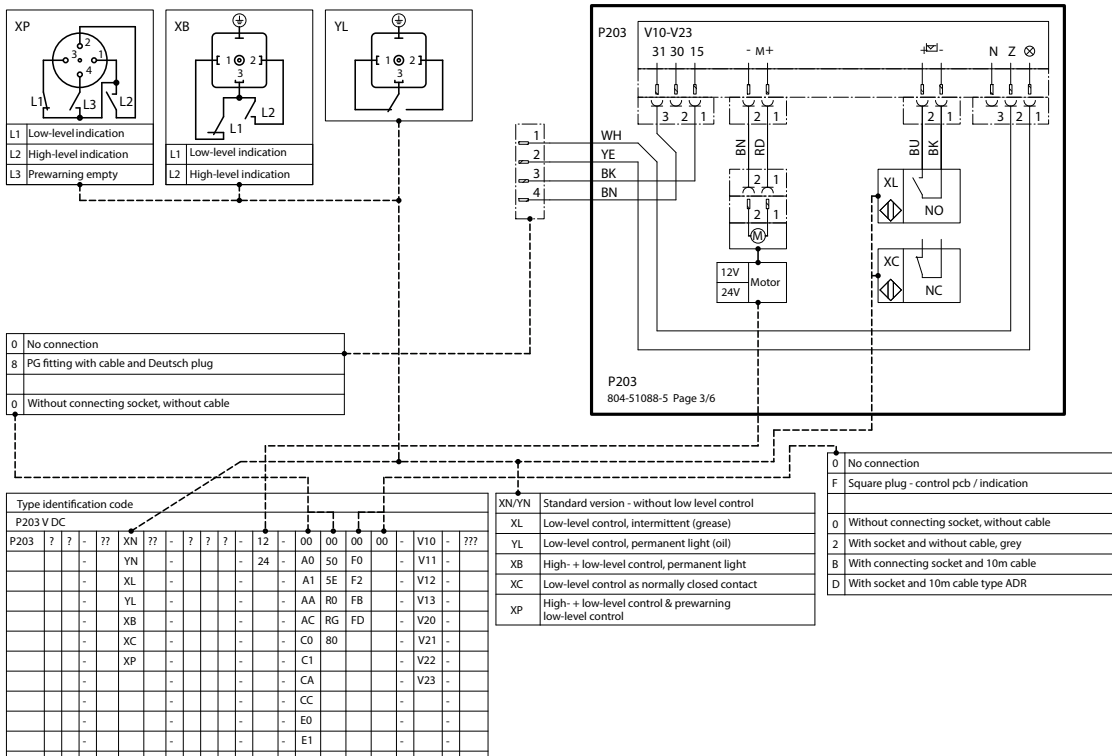 XP
2
3
1
4
L1
L3
L2
L1 Low-level indication
L2 High-level indication
L3 Prewarning empty
XB
1
2
3
L2
L1
L1 Low-level indication
L2 High-level indication
YL
1
2
3
P203
V10-V23
31 30 15
- M+
+ -
N Z
3 2 1
2 1
2 1
3 2 1
1 WH
2 YE
3 BK
4 BN
BN RD
BU BK
2 1
2 1
M
12V
24V
Motor
XL
NO
XC
NC
P203
804-51088-5 Page 3/6
0 No connection
8 PG fitting with cable and Deutsch plug
0 Without connecting socket, without cable
Type identification code
P203 V DC
P203 ? ? - ?? XN ?? - ? ? ? - 12 - 00 00 00 00 - V10 - ???
- YN - - 24 - A0 50 F0 - V11 -
- XL - - - A1 5E F2 - V12 -
- YL - - - AA R0 FB - V13 -
- XB - - - AC RG FD - V20 -
- XC - - - C0 80 - V21 -
- XP - - - C1 - V22 -
- - - - CA - V23 -
- - - - CC - -
- - - - E0 - -
- - - - E1 - -
XN/YN Standard version - without low level control
XL Low-level control, intermittent (grease)
YL Low-level control, permanent light (oil)
XB High- + low-level control, permanent light
XC Low-level control as normally closed contact
XP High- + low-level control & prewarning
low-level control
0 No connection
F Square plug - control pcb / indication
0 Without connecting socket, without cable
2 With socket and without cable, grey
B With connecting socket and 10m cable
D With socket and 10m cable type ADR